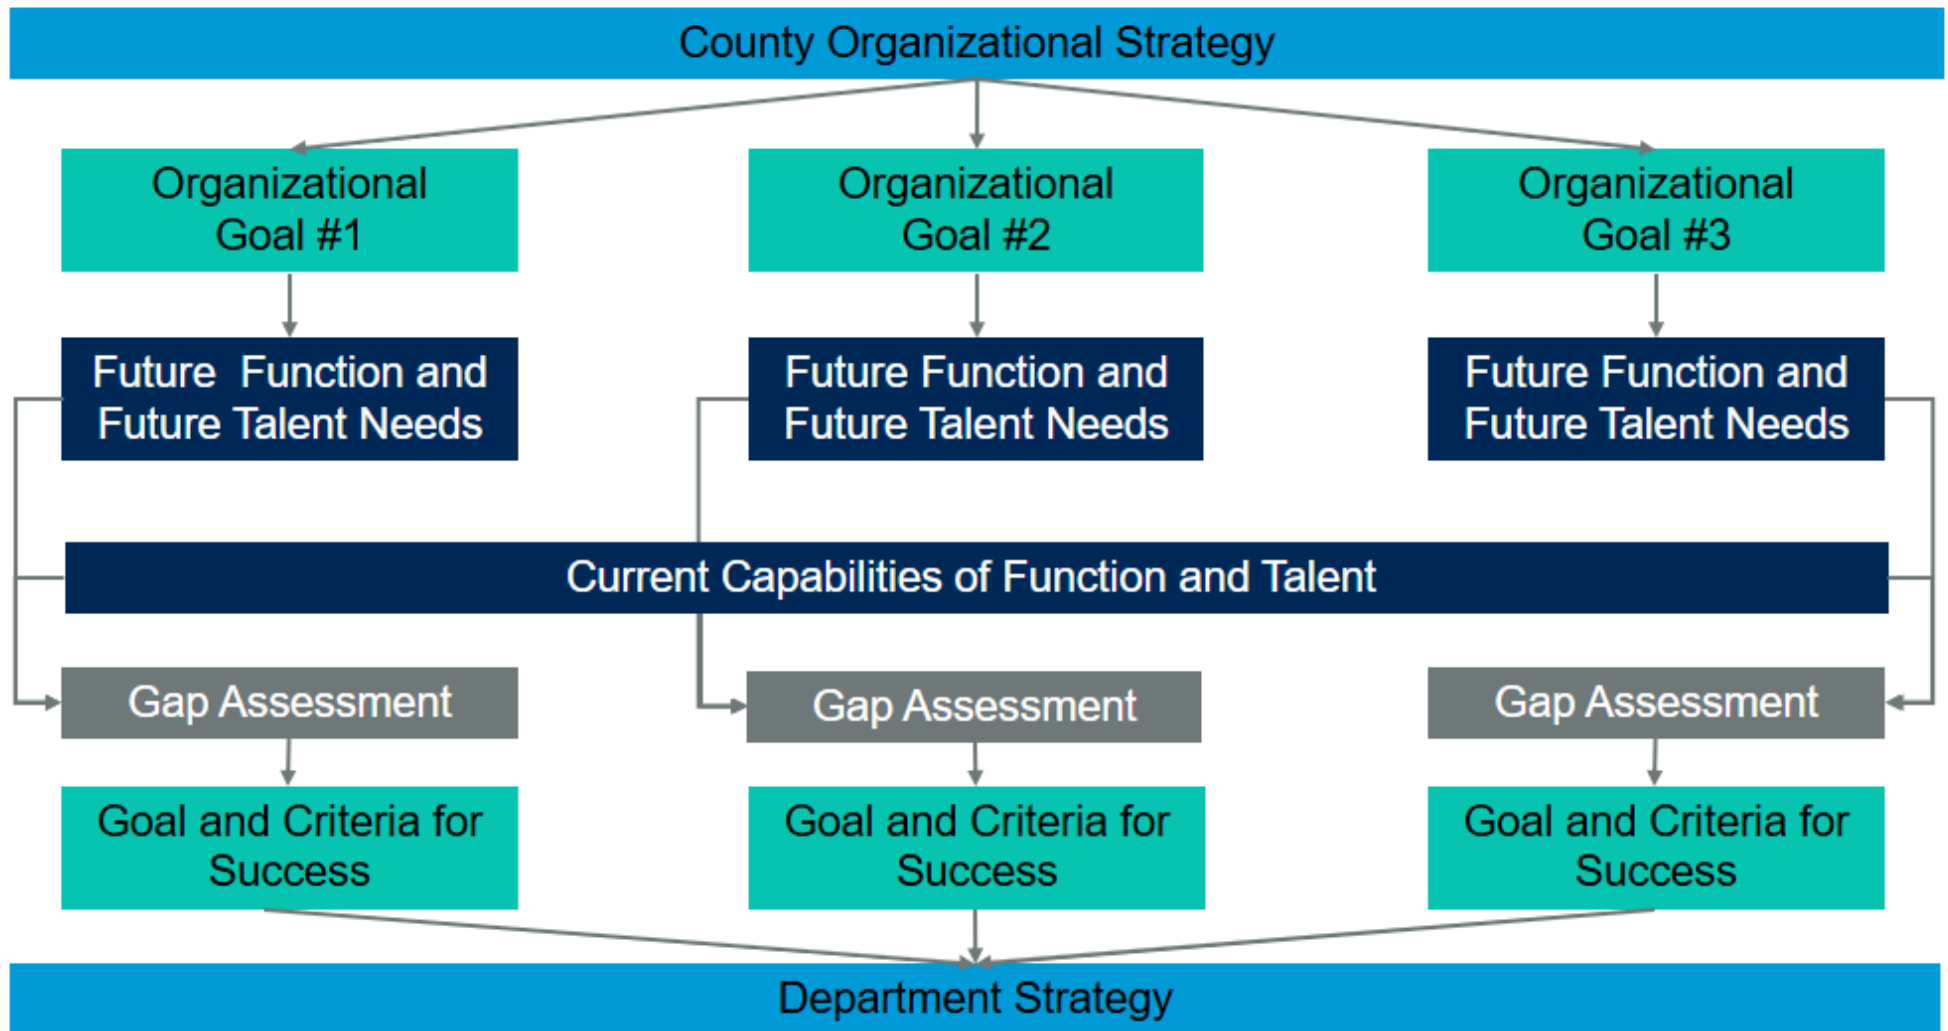 County Organizational Strategy
Organizational
Goal #1
Organizational
Goal #2
Organizational
Goal #3
Future Function and
Future Talent Needs
Future Function and
Future Talent Needs
Future Function and
Future Talent Needs
Current Capabilities of Function and Talent
Gap Assessment
Gap Assessment
Gap Assessment
Goal and Criteria for
Success
Goal and Criteria for
Success
Goal and Criteria for
Success
Department Strategy